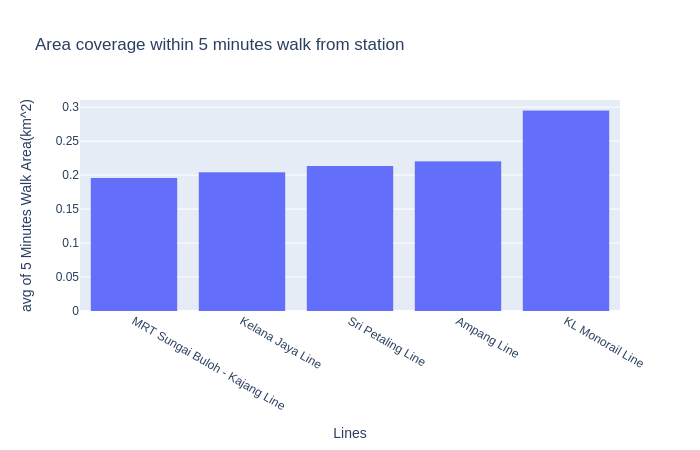 Area coverage within 5 minutes walk from station
avg of 5 Minutes Walk Area(km^2)
0.3
0.25
0.2
0.15
0.1
0.05
0
MRT Sungai Buloh - Kajang Line
Kelana Jaya Line
Sri Petaling Line
Ampang Line
KL Monorail Line
Lines